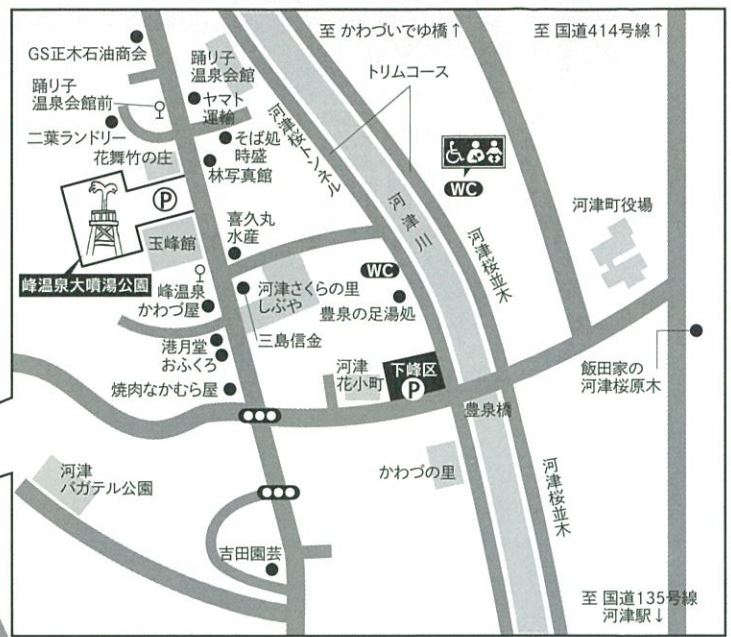 至 かわづいでゆ橋↑
至 国道414号線↑
GS正木石油商会
踊り子
温泉会館
トリムコース
踊り子
温泉会館前
ヤマト
運輸
河津桜トンネル
二葉ランドリー
そば処
時盛
花舞竹の庄
林写真館
WC
河津川
河津町役場
P
喜久丸
水産
河津桜並木
玉峰館
峰温泉大噴湯公園
WC
峰温泉
かわづ屋
河津さくらの里
しぶや
豊泉の足湯処
三島信金
港月堂
おふくろ
河津
花小町
下峰区
P
飯田家の
河津桜原木
焼肉なかむら屋
豊泉橋
河津
バガテル公園
かわづの里
河津桜並木
吉田園芸
至 国道135号線
河津駅↓